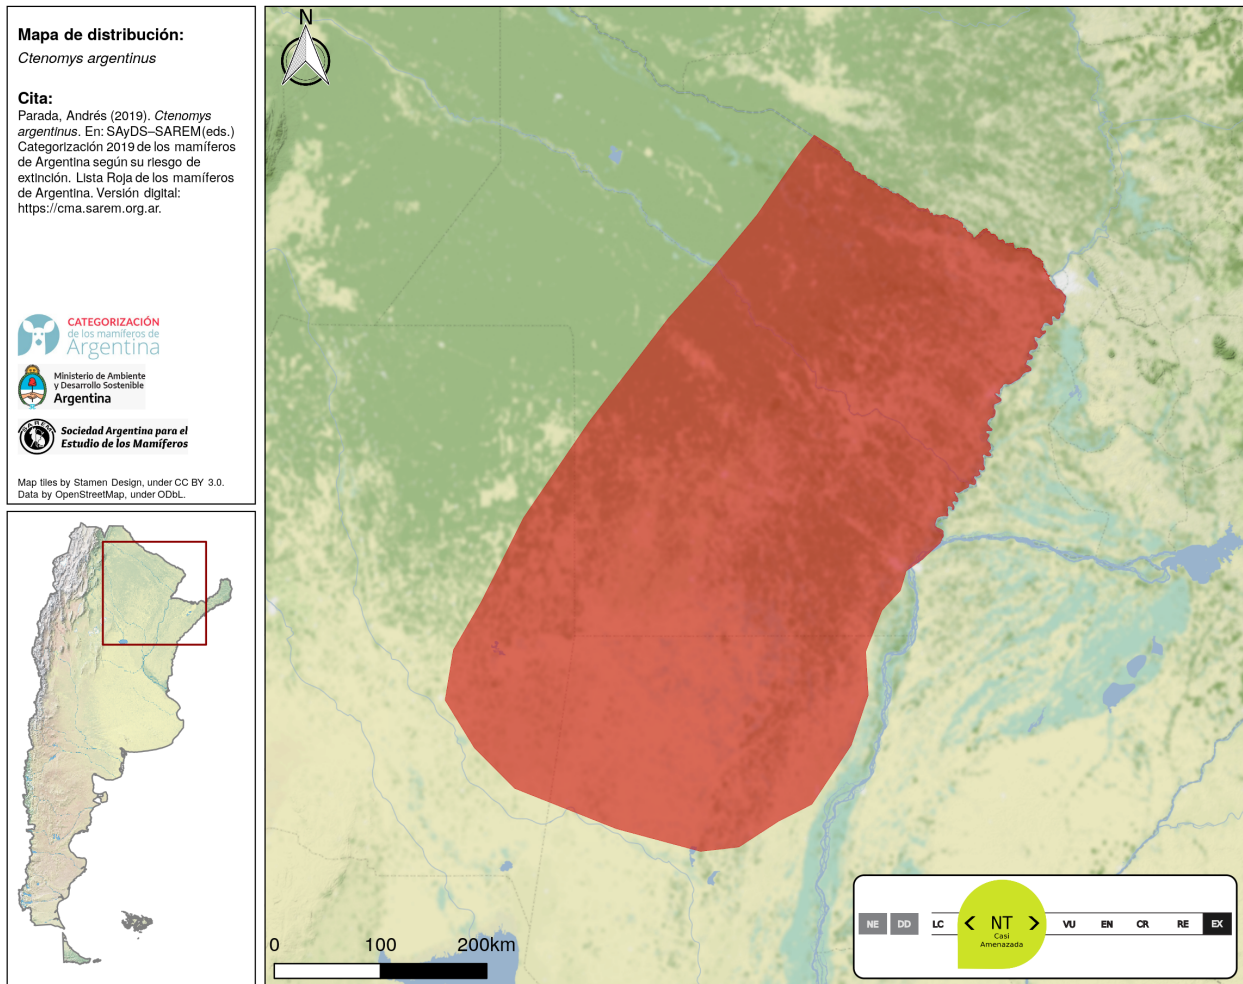 Mapa de distribución:
Ctenomys argentinus
Cita:
Parada, Andrés (2019). Ctenomys
argentinus. En: SAyDS–SAREM(eds.)
Categorización 2019 de los mamíferos
de Argentina según su riesgo de
extinción. Lista Roja de los mamíferos
de Argentina. Versión digital:
https://cma.sarem.org.ar.
CATEGORIZACIÓN
de los mamíferos de
Argentina
Ministerio de Ambiente
y Desarrollo Sostenible
Argentina
SAREM
Sociedad Argentina para el
Estudio de los Mamíferos
Map tiles by Stamen Design, under CC BY 3.0.
Data by OpenStreetMap, under ODbL.
N
0 100 200km
NE DD LC < NT > VU EN CR RE EX
Casi
Amenazada